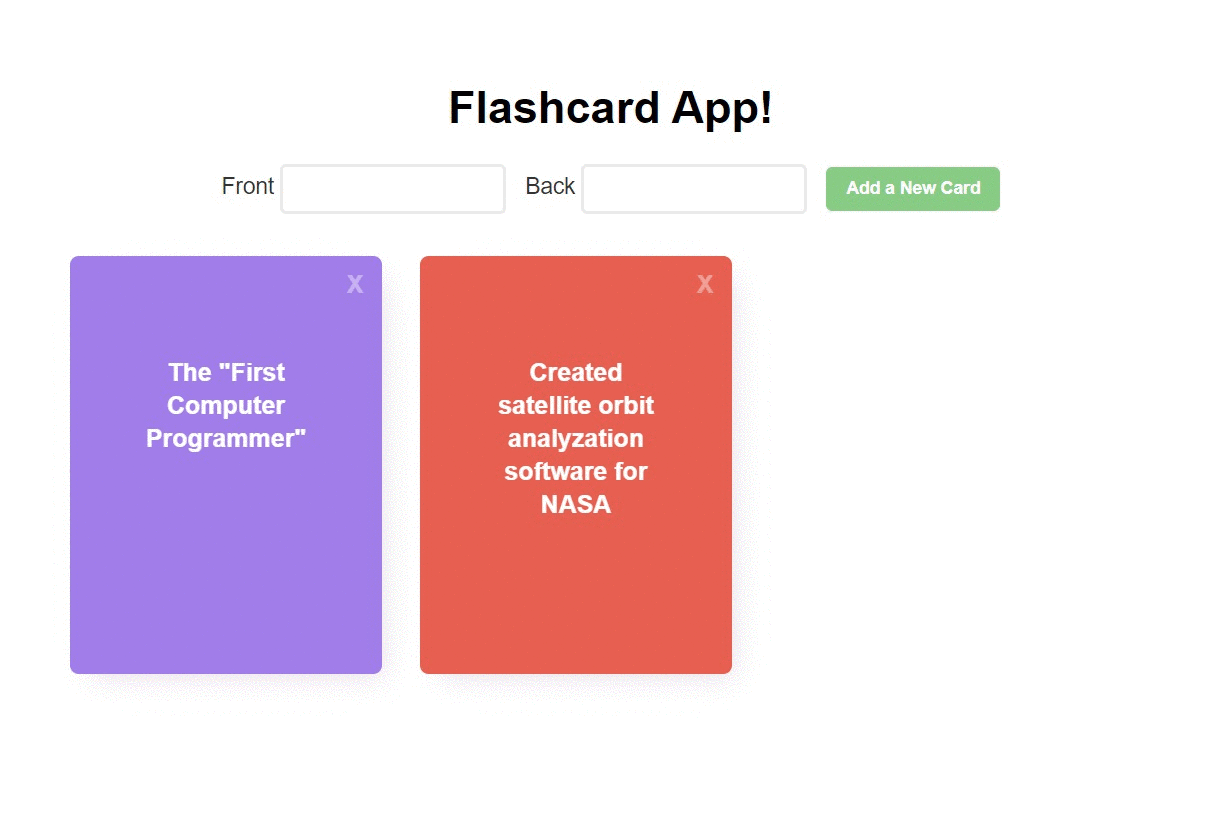 Flashcard App!
Front Back Add a New Card
X
The "First
Computer
Programmer"
X
Created
satellite orbit
analyzation
software for
NASA